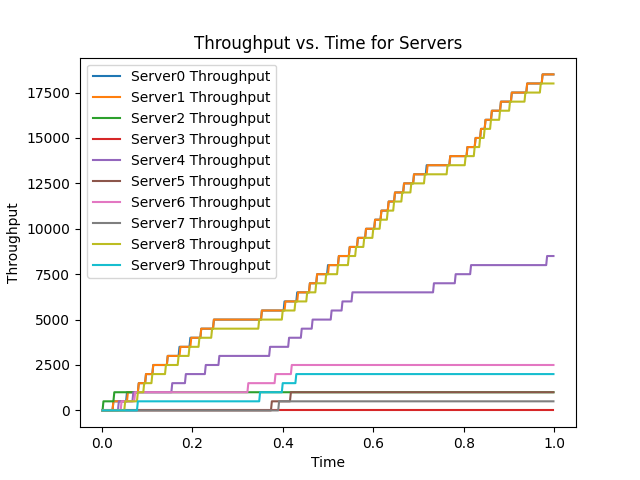 Throughput vs. Time for Servers
Server0 Throughput
Server1 Throughput
Server2 Throughput
Server3 Throughput
Server4 Throughput
Server5 Throughput
Server6 Throughput
Server7 Throughput
Server8 Throughput
Server9 Throughput
17500
15000
12500
10000
7500
5000
2500
0
Throughput
0.0 0.2 0.4 0.6 0.8 1.0
Time